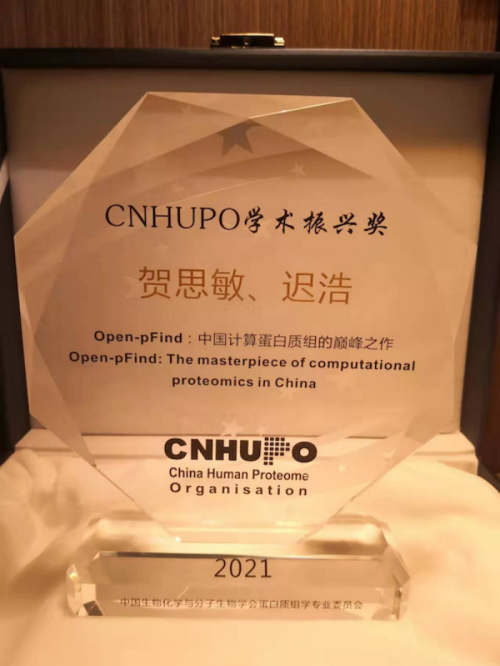 CNHUPO学术振兴奖
贺思敏、迟浩
Open-pFind：中国计算蛋白质组的巅峰之作
Open-pFind: The masterpiece of computational
proteomics in China
CNHUPO
China Human Proteome
Organisation
2021
中国生物化学与分子生物学会蛋白质组学专业委员会